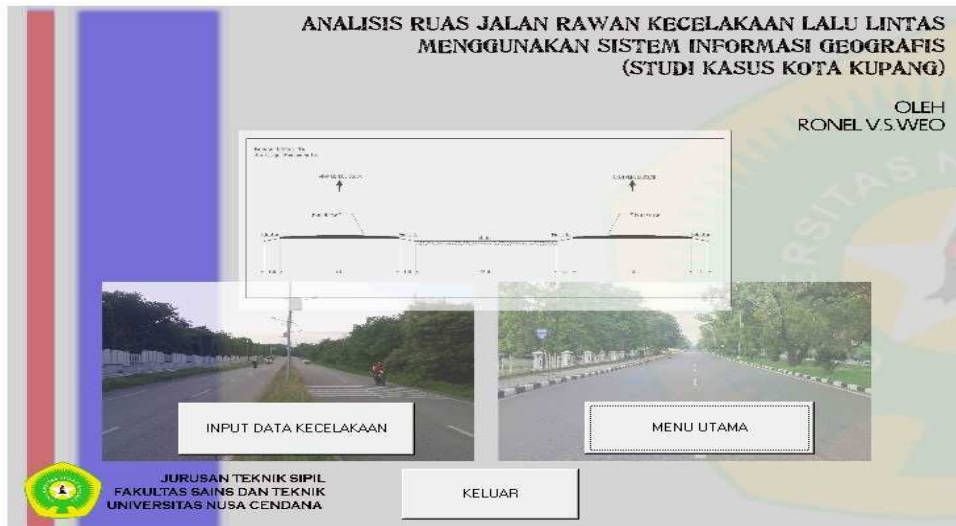 ANALISIS RUAS JALAN RAWAN KECELAKAAN LALU LINTAS
MENGGUNAKAN SISTEM INFORMASI GEOGRAFIS
(STUDI KASUS KOTA KUPANG)
OLEH
RONEL V.S.WEO
INPUT DATA KECELAKAAN
MENU UTAMA
JURUSAN TEKNIK SIPIL
FAKULTAS SAINS DAN TEKNIK
UNIVERSITAS NUSA CENDANA
KELUAR